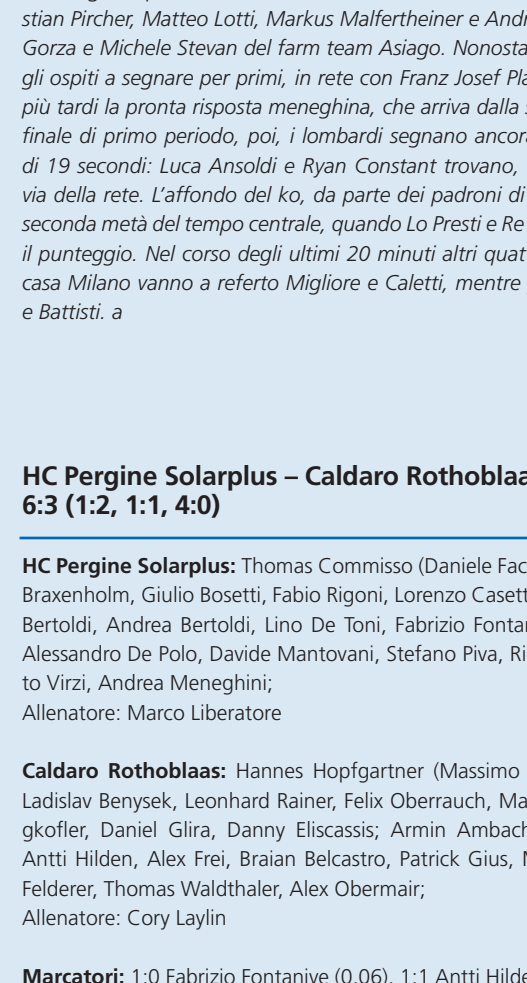 stian Pircher, Matteo Lotti, Markus Malfertheiner e Andr
Gorza e Michele Stevan del farm team Asiago. Nonosta
gli ospiti a segnare per primi, in rete con Franz Josef Pla
più tardi la pronta risposta meneghina, che arriva dalla
finale di primo periodo, poi, i lombardi segnano ancora
di 19 secondi: Luca Ansoldi e Ryan Constant trovano,
via della rete. L’affondo del ko, da parte dei padroni di
seconda metà del tempo centrale, quando Lo Presti e Re
il punteggio. Nel corso degli ultimi 20 minuti altri quat
casa Milano vanno a referto Migliore e Caletti, mentre
e Battisti. a
HC Pergine Solarplus – Caldaro Rothoblaa
6:3 (1:2, 1:1, 4:0)
HC Pergine Solarplus: Thomas Commisso (Daniele Fac
Braxenholm, Giulio Bosetti, Fabio Rigoni, Lorenzo Casett
Bertoldi, Andrea Bertoldi, Lino De Toni, Fabrizio Fontan
Alessandro De Polo, Davide Mantovani, Stefano Piva, Ri
to Virzi, Andrea Meneghini;
Allenatore: Marco Liberatore
Caldaro Rothoblaas: Hannes Hopfgartner (Massimo
Ladislav Benysek, Leonhard Rainer, Felix Oberrauch, Ma
gkofler, Daniel Glira, Danny Eliscassis; Armin Ambach
Antti Hilden, Alex Frei, Braian Belcastro, Patrick Gius,
Felderer, Thomas Waldthaler, Alex Obermair;
Allenatore: Cory Laylin
Marcatori: 1:0 Fabrizio Fontanive (0.06), 1:1 Antti Hilde